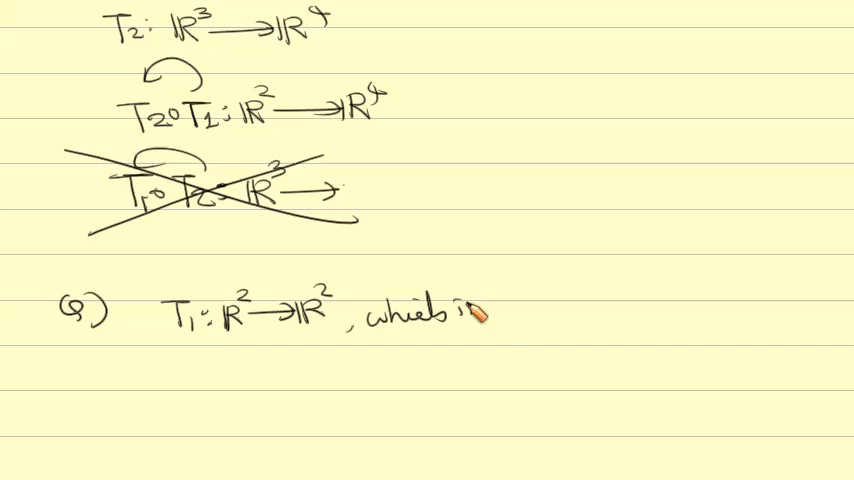 T₂: ℝ³ → ℝ⁴
T₂∘T₁: ℝ² → ℝ⁴
T₁∘T₂: ℝ³ →
Q) T₁: ℝ² → ℝ², which i